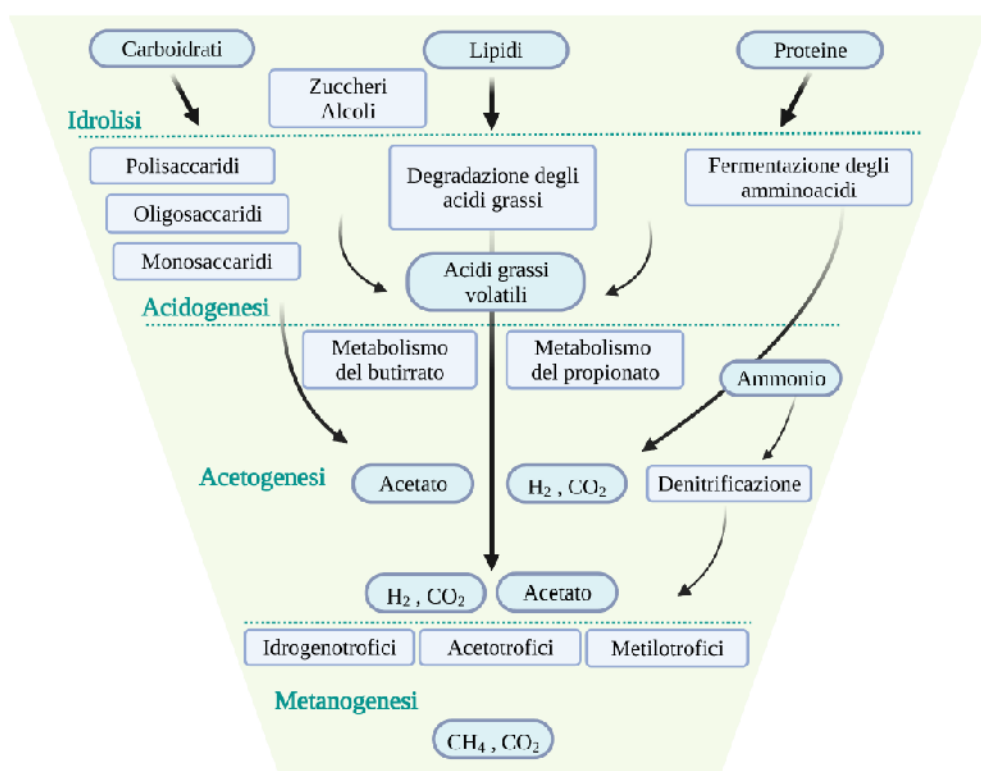 Carboidrati
Lipidi
Proteine
Zuccheri
Alcoli
Idrolisi
Polisaccaridi
Oligosaccaridi
Monosaccaridi
Degradazione degli
acidi grassi
Fermentazione degli
amminoacidi
Acidi grassi
volatili
Acidogenesi
Metabolismo
del butirrato
Metabolismo
del propionato
Ammonio
Acetogenesi
Acetato
H₂ , CO₂
Denitrificazione
H₂ , CO₂
Acetato
Idrogenotrofici
Acetotrofici
Metilotrofici
Metanogenesi
CH₄ , CO₂